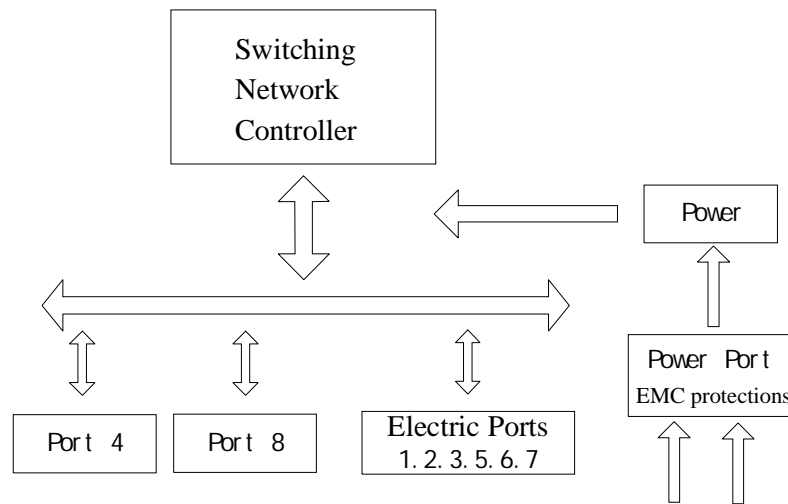 Switching
Network
Controller
Power
Power Port
EMC protections
Port 4
Port 8
Electric Ports
1.2.3.5.6.7